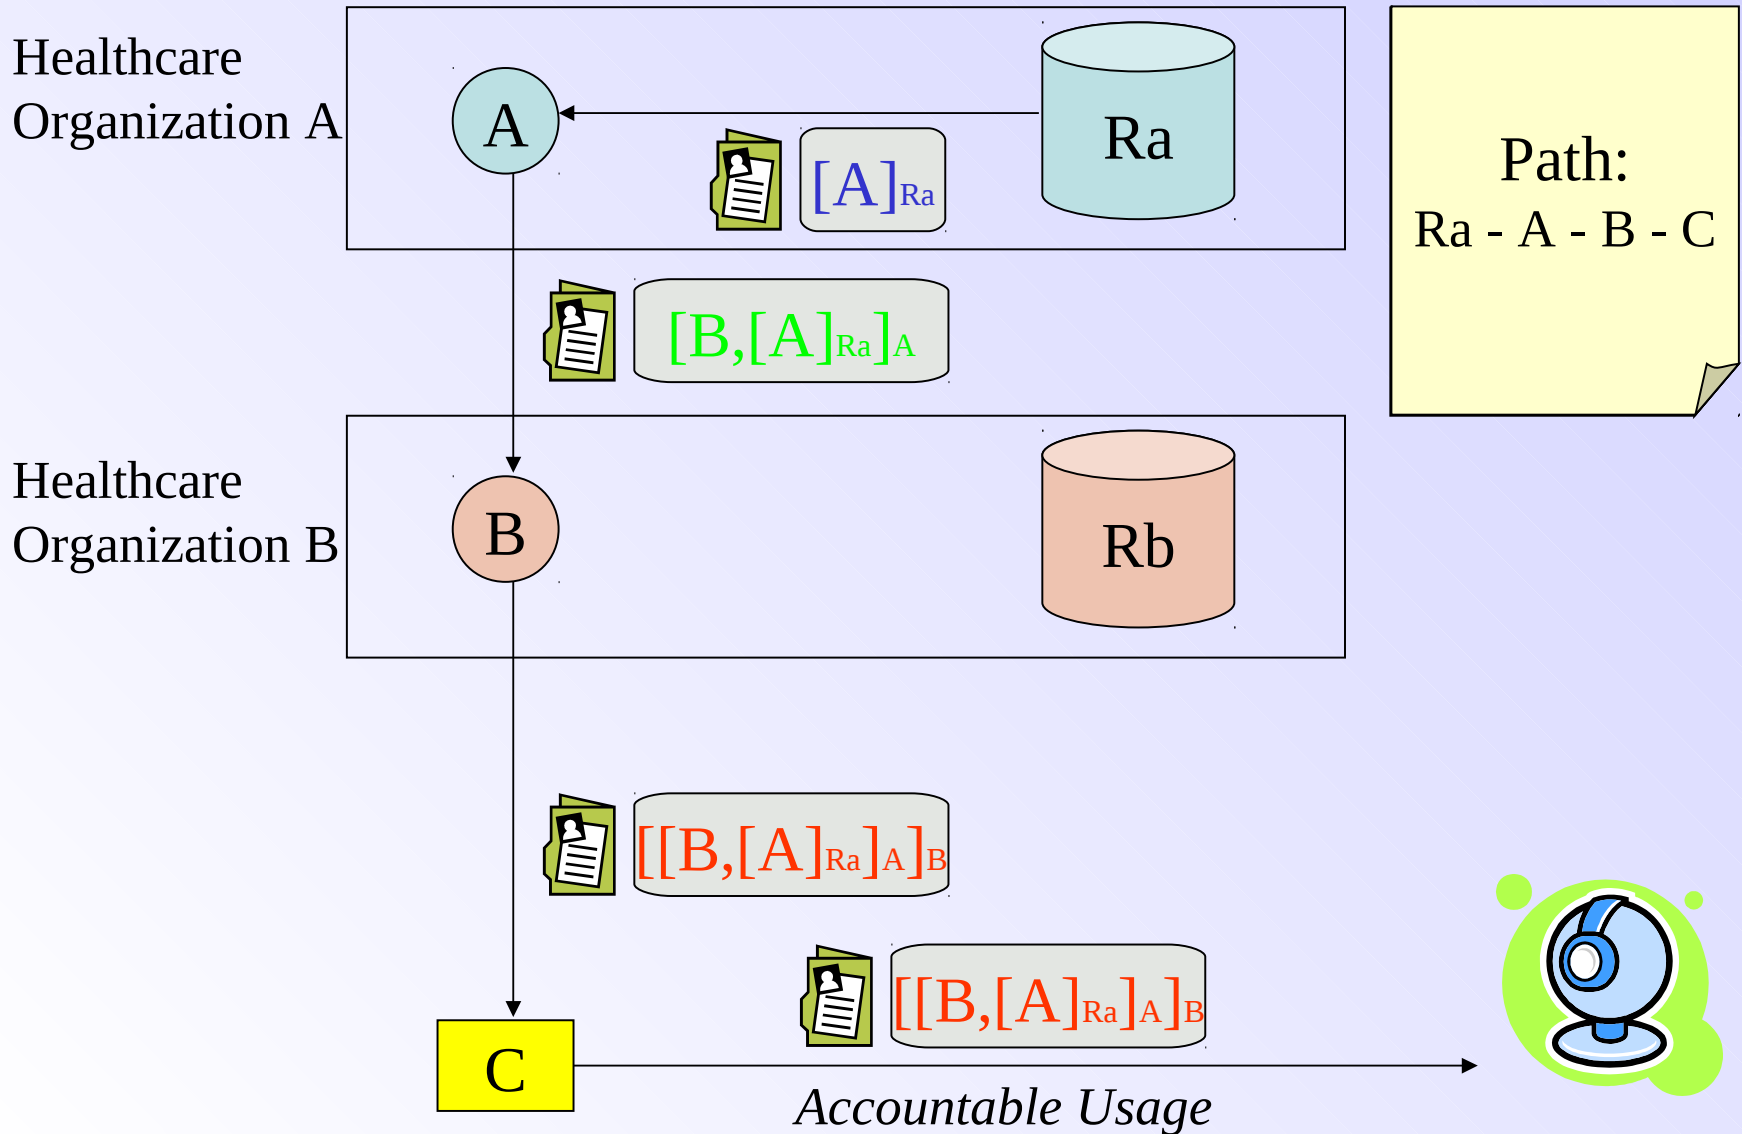 Healthcare
Organization A
A
Ra
[A]Ra
Path:
Ra - A - B - C
[B,[A]Ra]A
Healthcare
Organization B
B
Rb
[[B,[A]Ra]A]B
[[B,[A]Ra]A]B
C
Accountable Usage